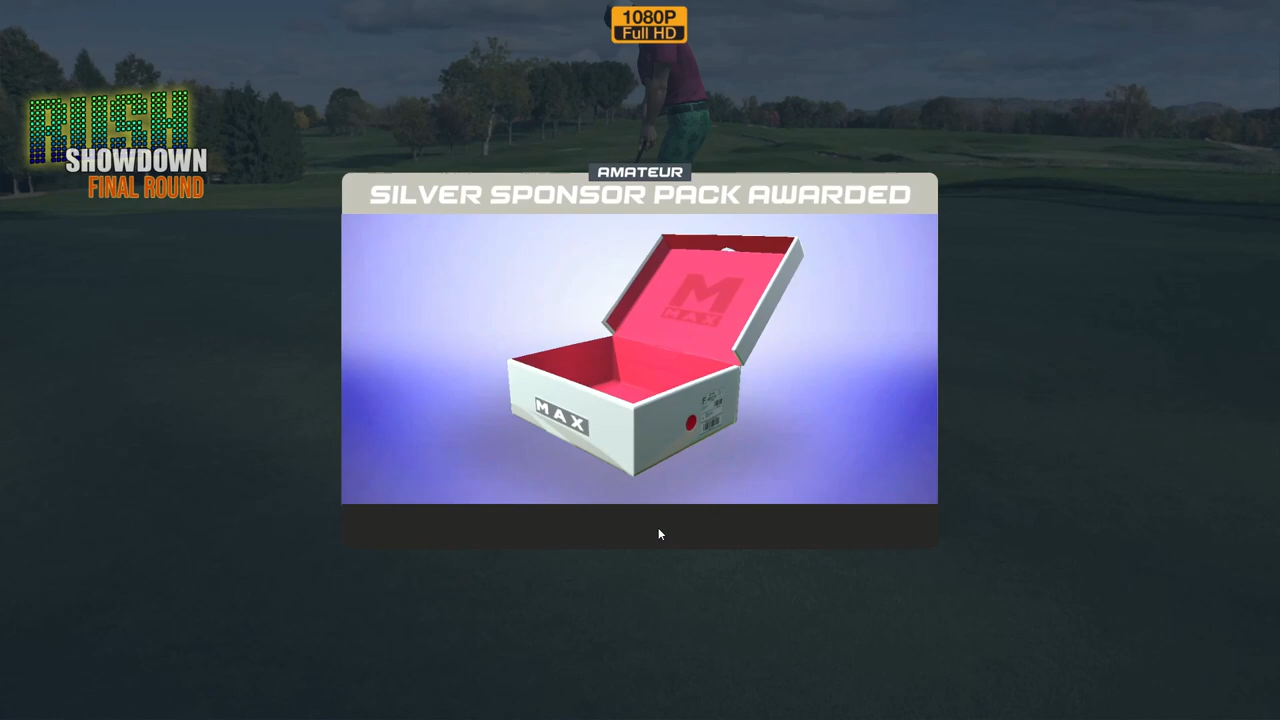 1080P
Full HD
RUSH
SHOWDOWN
FINAL ROUND
AMATEUR
SILVER SPONSOR PACK AWARDED
M
MAX
MAX